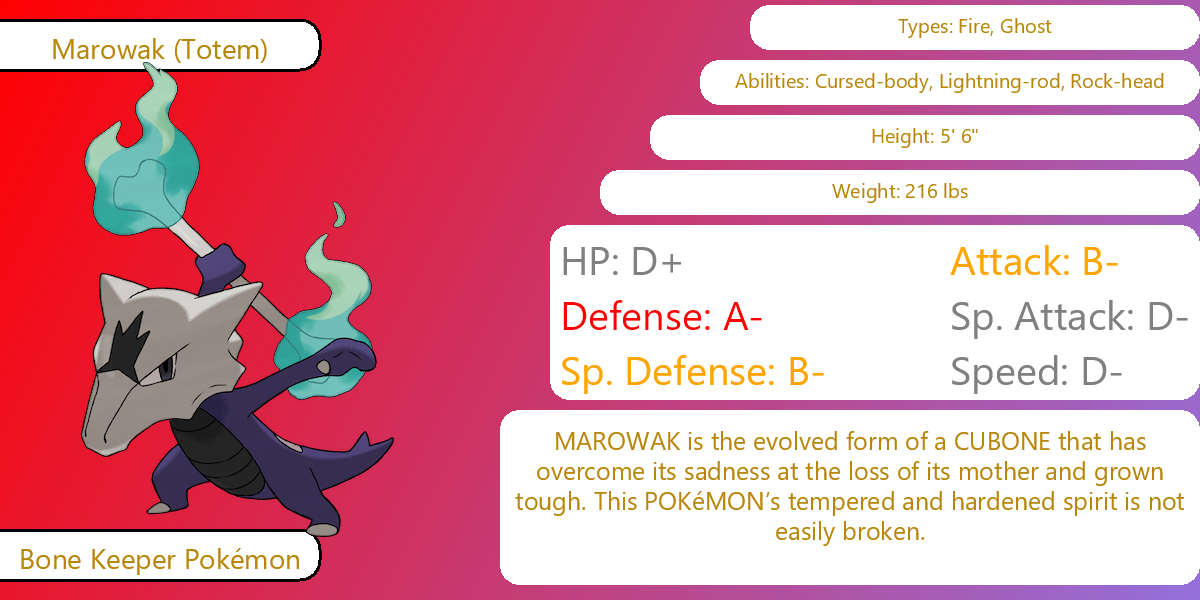 Marowak (Totem)
Types: Fire, Ghost
Abilities: Cursed-body, Lightning-rod, Rock-head
Height: 5' 6"
Weight: 216 lbs
HP: D+
Attack: B-
Defense: A-
Sp. Attack: D-
Sp. Defense: B-
Speed: D-
MAROWAK is the evolved form of a CUBONE that has
overcome its sadness at the loss of its mother and grown
tough. This POKéMON’s tempered and hardened spirit is not
easily broken.
Bone Keeper Pokémon